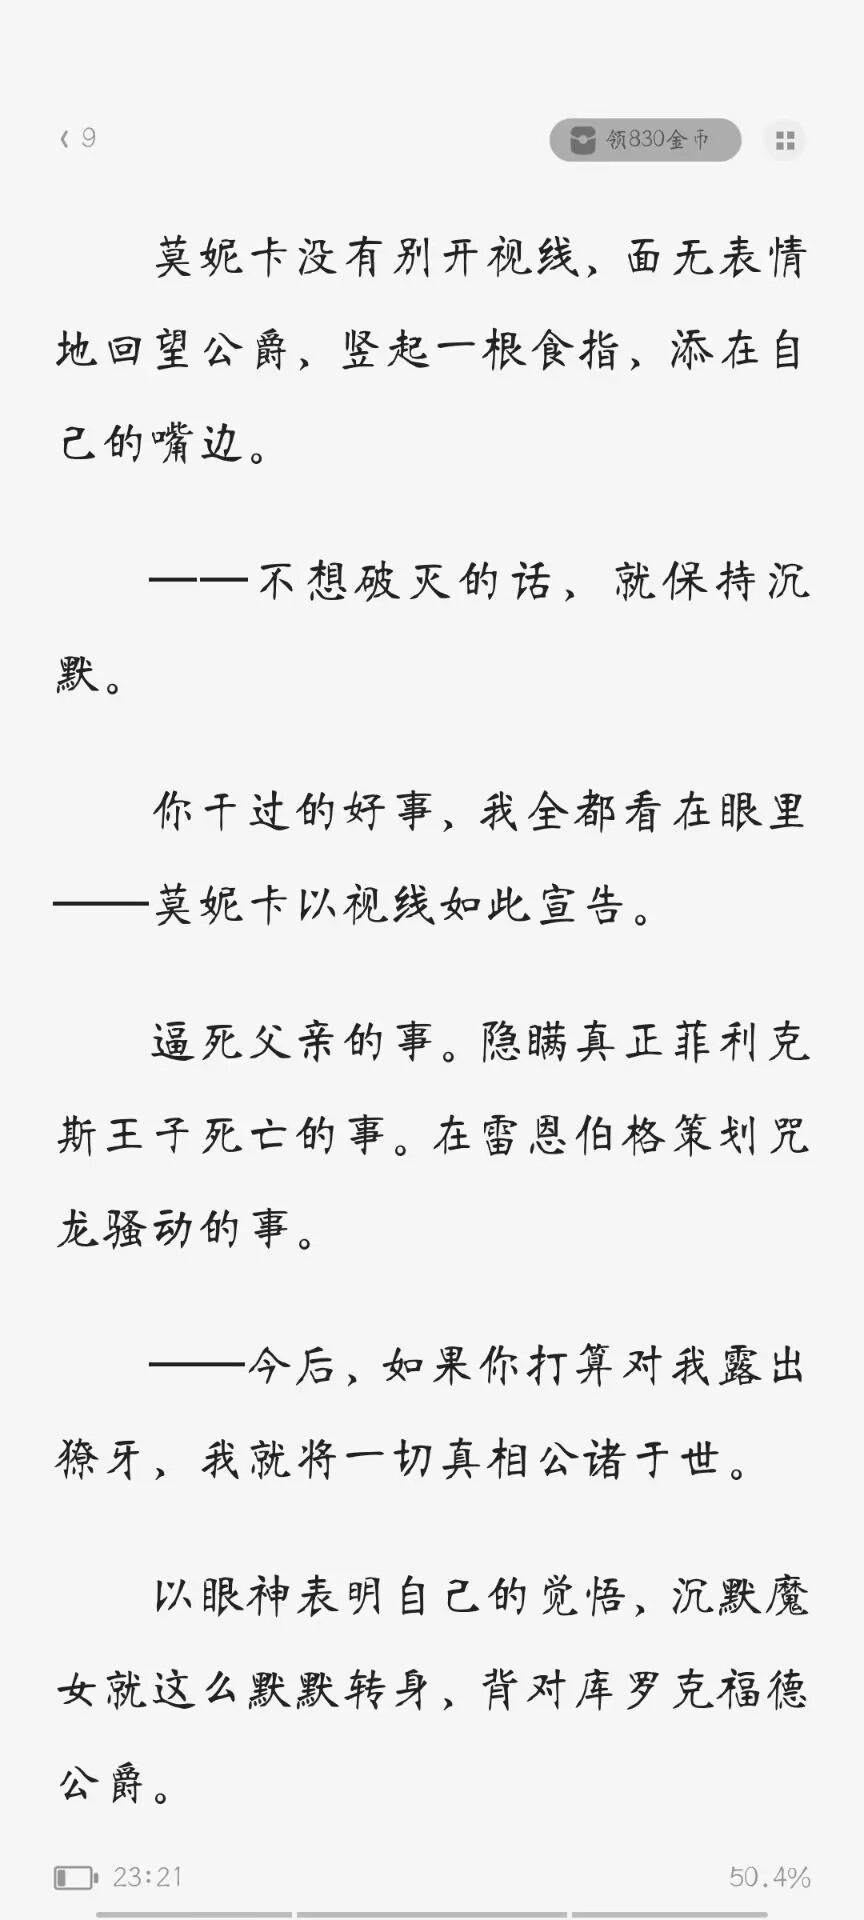 ‹ 9
领830金币
莫妮卡没有别开视线，面无表情
地回望公爵，竖起一根食指，添在自
己的嘴边。
——不想破灭的话，就保持沉
默。
你干过的好事，我全都看在眼里
——莫妮卡以视线如此宣告。
逼死父亲的事。隐瞒真正菲利克
斯王子死亡的事。在雷恩伯格策划咒
龙骚动的事。
——今后，如果你打算对我露出
獠牙，我就将一切真相公诸于世。
以眼神表明自己的觉悟，沉默魔
女就这么默默转身，背对库罗克福德
公爵。
23:21
50.4%